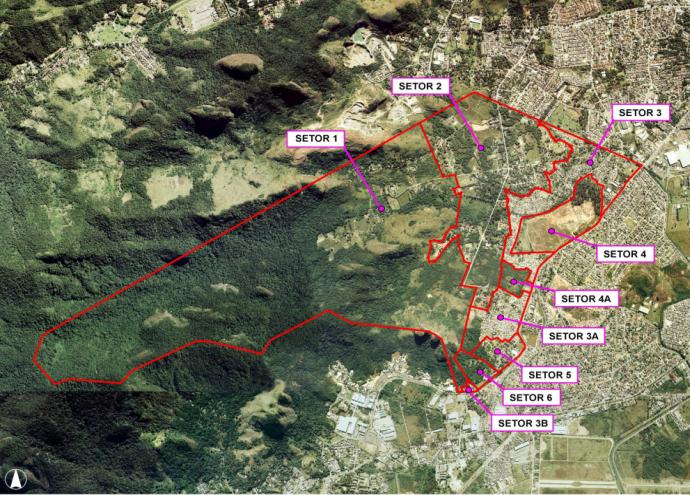 SETOR 2
SETOR 3
SETOR 1
SETOR 4
SETOR 4A
SETOR 3A
SETOR 5
SETOR 6
SETOR 3B